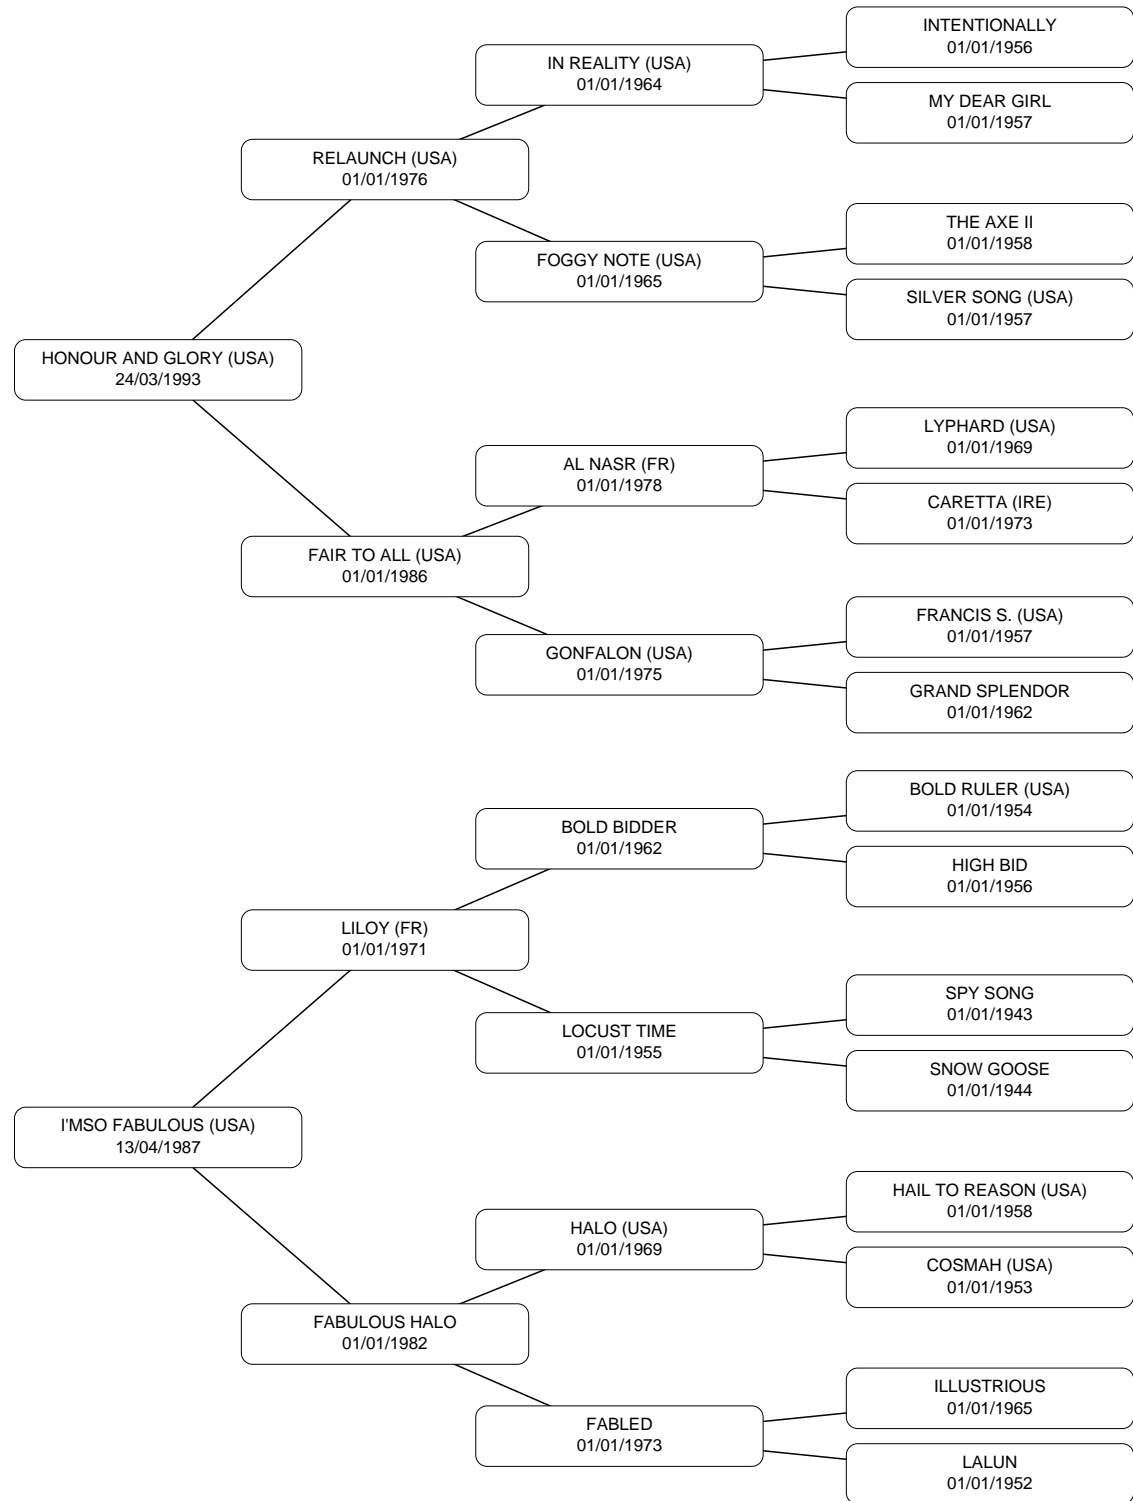 INTENTIONALLY
01/01/1956
IN REALITY (USA)
01/01/1964
MY DEAR GIRL
01/01/1957
RELAUNCH (USA)
01/01/1976
THE AXE II
01/01/1958
FOGGY NOTE (USA)
01/01/1965
SILVER SONG (USA)
01/01/1957
HONOUR AND GLORY (USA)
24/03/1993
LYPHARD (USA)
01/01/1969
AL NASR (FR)
01/01/1978
CARETTA (IRE)
01/01/1973
FAIR TO ALL (USA)
01/01/1986
FRANCIS S. (USA)
01/01/1957
GONFALON (USA)
01/01/1975
GRAND SPLENDOR
01/01/1962
BOLD RULER (USA)
01/01/1954
BOLD BIDDER
01/01/1962
HIGH BID
01/01/1956
LILOY (FR)
01/01/1971
SPY SONG
01/01/1943
LOCUST TIME
01/01/1955
SNOW GOOSE
01/01/1944
I'MSO FABULOUS (USA)
13/04/1987
HAIL TO REASON (USA)
01/01/1958
HALO (USA)
01/01/1969
COSMAH (USA)
01/01/1953
FABULOUS HALO
01/01/1982
ILLUSTRIOUS
01/01/1965
FABLED
01/01/1973
LALUN
01/01/1952